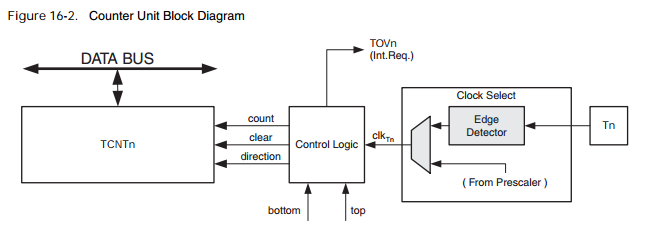 Figure 16-2. Counter Unit Block Diagram
DATA BUS
TOVn
(Int.Req.)
Clock Select
count
clear
direction
TCNTn
Control Logic
clkTn
Edge
Detector
Tn
( From Prescaler )
bottom
top